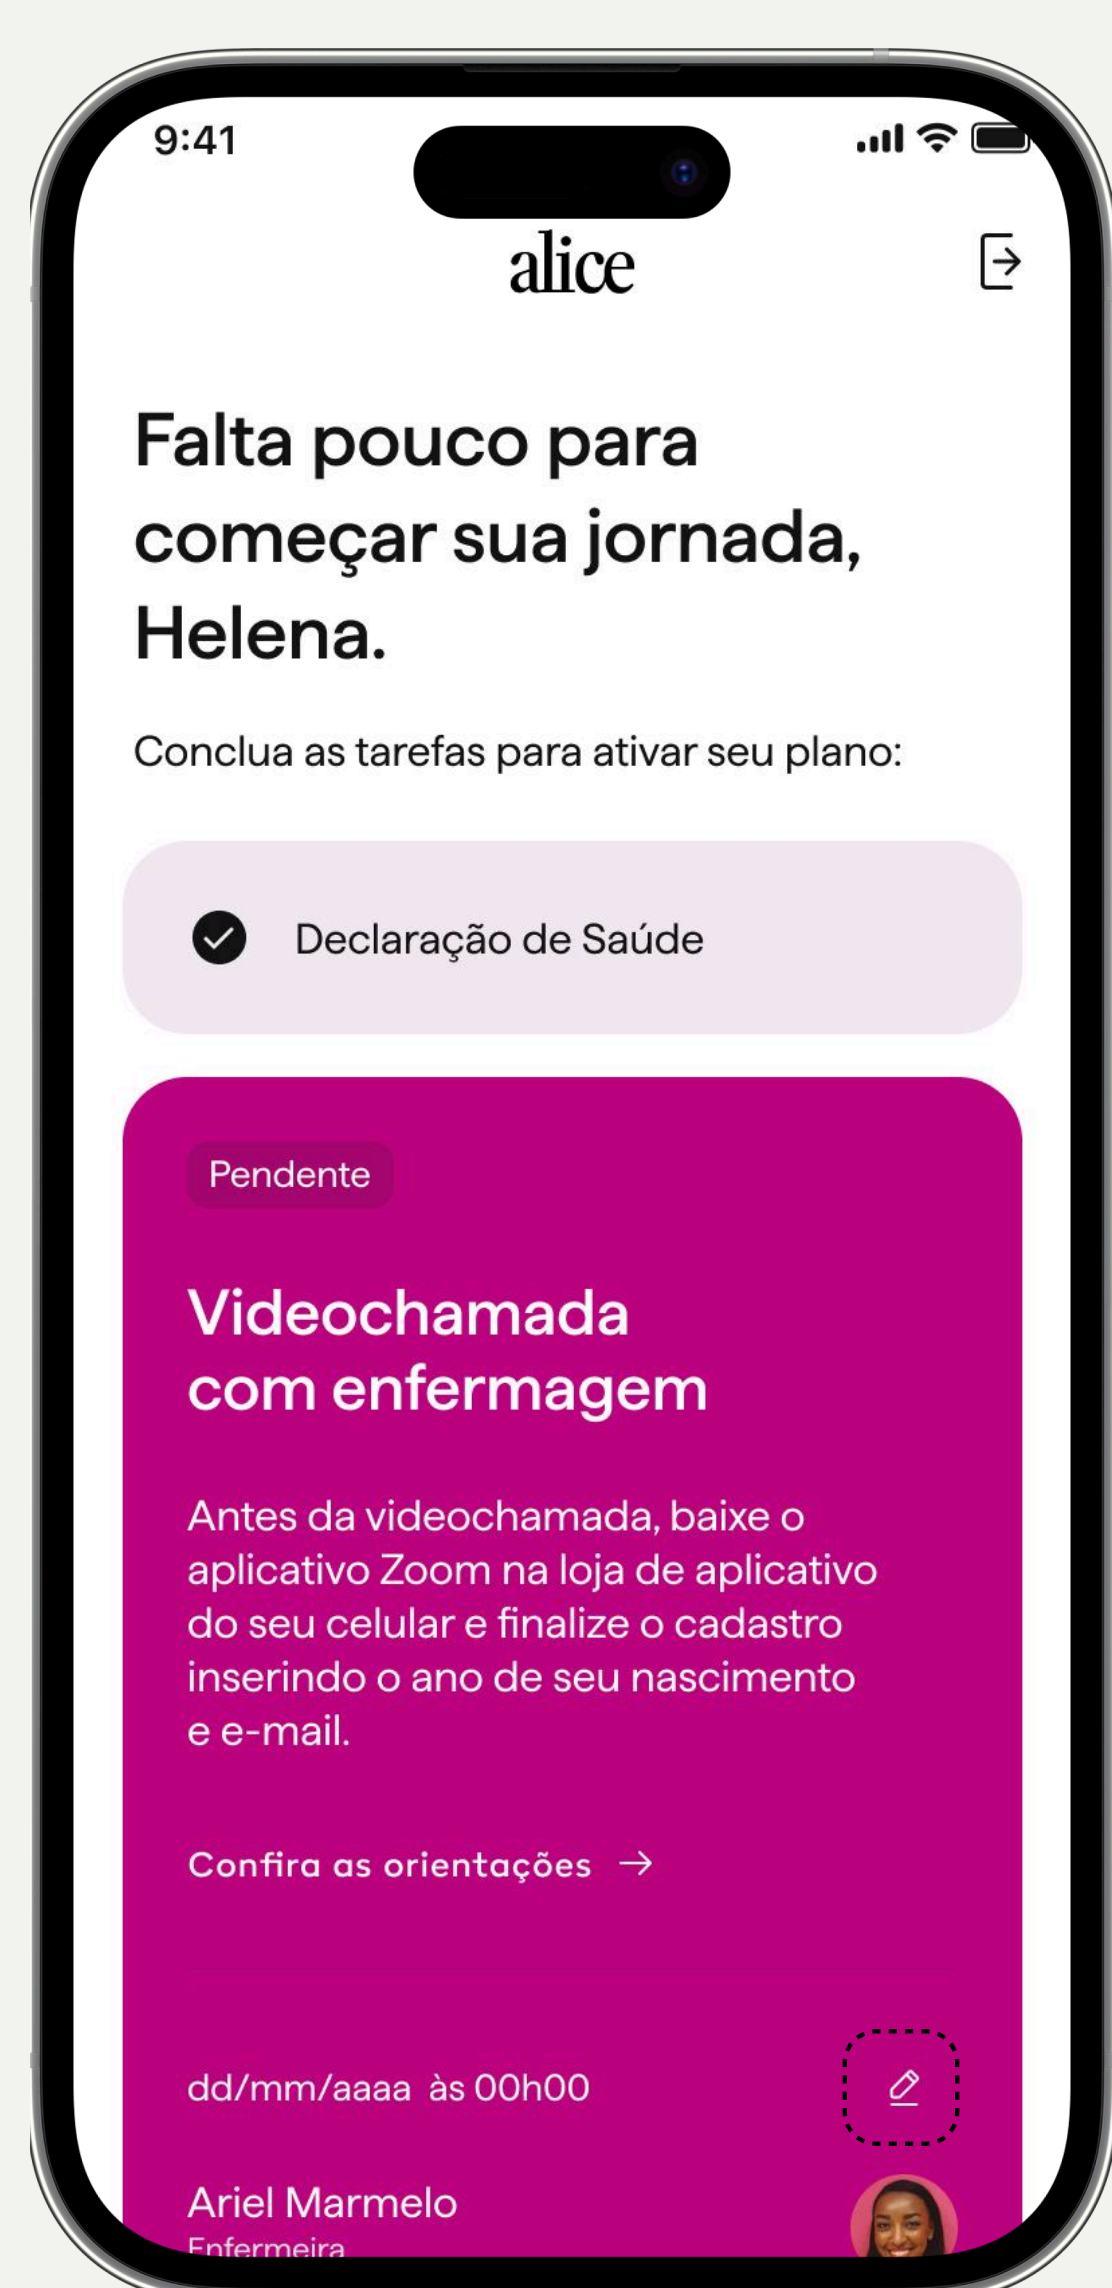 9:41
alice
Falta pouco para
começar sua jornada,
Helena.
Conclua as tarefas para ativar seu plano:
Declaração de Saúde
Pendente
Videochamada
com enfermagem
Antes da videochamada, baixe o
aplicativo Zoom na loja de aplicativo
do seu celular e finalize o cadastro
inserindo o ano de seu nascimento
e e-mail.
Confira as orientações
dd/mm/aaaa às 00h00
Ariel Marmelo
Enfermeira